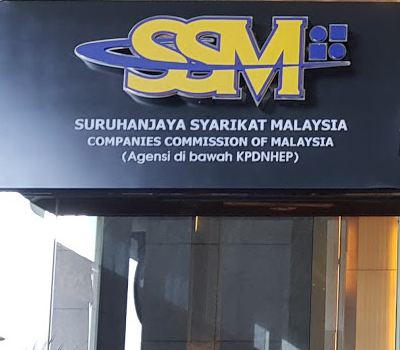 SSM
SURUHANJAYA SYARIKAT MALAYSIA
COMPANIES COMMISSION OF MALAYSIA
(Agensi di bawah KPDNHEP)